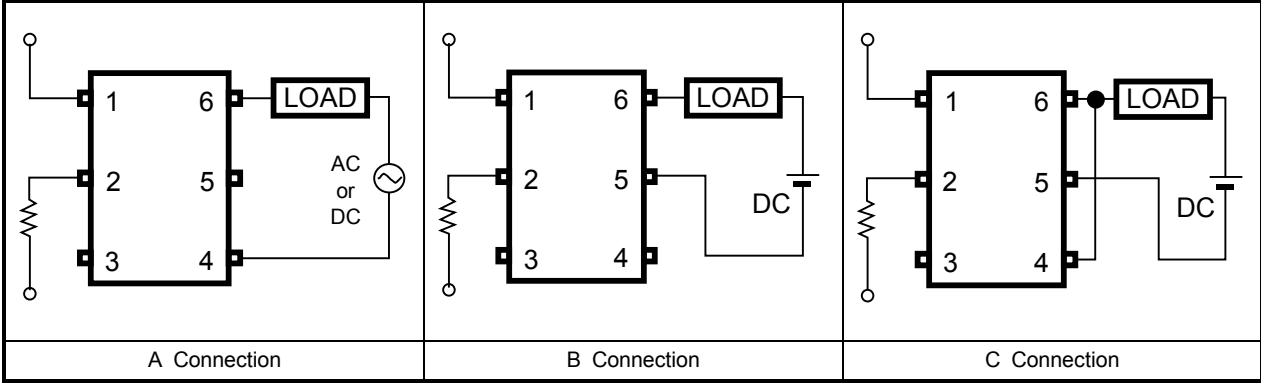 1 6 LOAD
2 5
3 4
AC
or
DC
A Connection
1 6 LOAD
2 5
DC
3 4
B Connection
1 6 LOAD
2 5
DC
3 4
C Connection